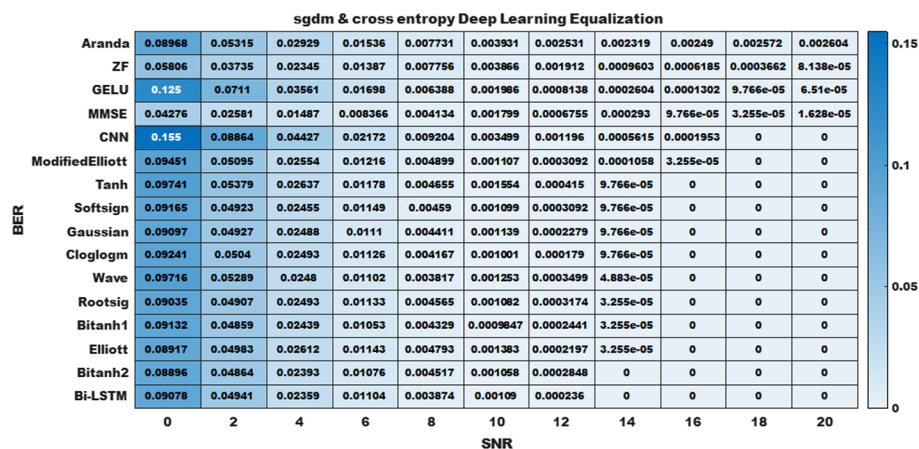 sgdm & cross entropy Deep Learning Equalization
Aranda 0.08968 0.05315 0.02929 0.01536 0.007731 0.003931 0.002531 0.002319 0.00249 0.002572 0.002604
ZF 0.05806 0.03735 0.02345 0.01387 0.007756 0.003866 0.001912 0.0009603 0.0006185 0.0003662 8.138e-05
GELU 0.125 0.0711 0.03561 0.01698 0.006388 0.001986 0.0008138 0.0002604 0.0001302 9.766e-05 6.51e-05
MMSE 0.04276 0.02581 0.01487 0.008366 0.004134 0.001799 0.0006755 0.000293 9.766e-05 3.255e-05 1.628e-05
CNN 0.155 0.08864 0.04427 0.02172 0.009204 0.003499 0.001196 0.0005615 0.0001953 0 0
ModifiedElliott 0.09451 0.05095 0.02554 0.01216 0.004899 0.001107 0.0003092 0.0001058 3.255e-05 0 0
Tanh 0.09741 0.05379 0.02637 0.01178 0.004655 0.001554 0.000415 9.766e-05 0 0 0
Softsign 0.09165 0.04923 0.02455 0.01149 0.00459 0.001099 0.0003092 9.766e-05 0 0 0
Gaussian 0.09097 0.04927 0.02488 0.0111 0.004411 0.001139 0.0002279 9.766e-05 0 0 0
Cloglogm 0.09241 0.0504 0.02493 0.01126 0.004167 0.001001 0.000179 9.766e-05 0 0 0
Wave 0.09716 0.05289 0.0248 0.01102 0.003817 0.001253 0.0003499 4.883e-05 0 0 0
Rootsig 0.09035 0.04907 0.02493 0.01133 0.004565 0.001082 0.0003174 3.255e-05 0 0 0
Bitanh1 0.09132 0.04859 0.02439 0.01053 0.004329 0.0009847 0.0002441 3.255e-05 0 0 0
Elliott 0.08917 0.04983 0.02612 0.01143 0.004793 0.001383 0.0002197 3.255e-05 0 0 0
Bitanh2 0.08896 0.04864 0.02393 0.01076 0.004517 0.001058 0.0002848 0 0 0 0
Bi-LSTM 0.09078 0.04941 0.02359 0.01104 0.003874 0.00109 0.000236 0 0 0 0
0 2 4 6 8 10 12 14 16 18 20
SNR
BER
0.15
0.1
0.05
0